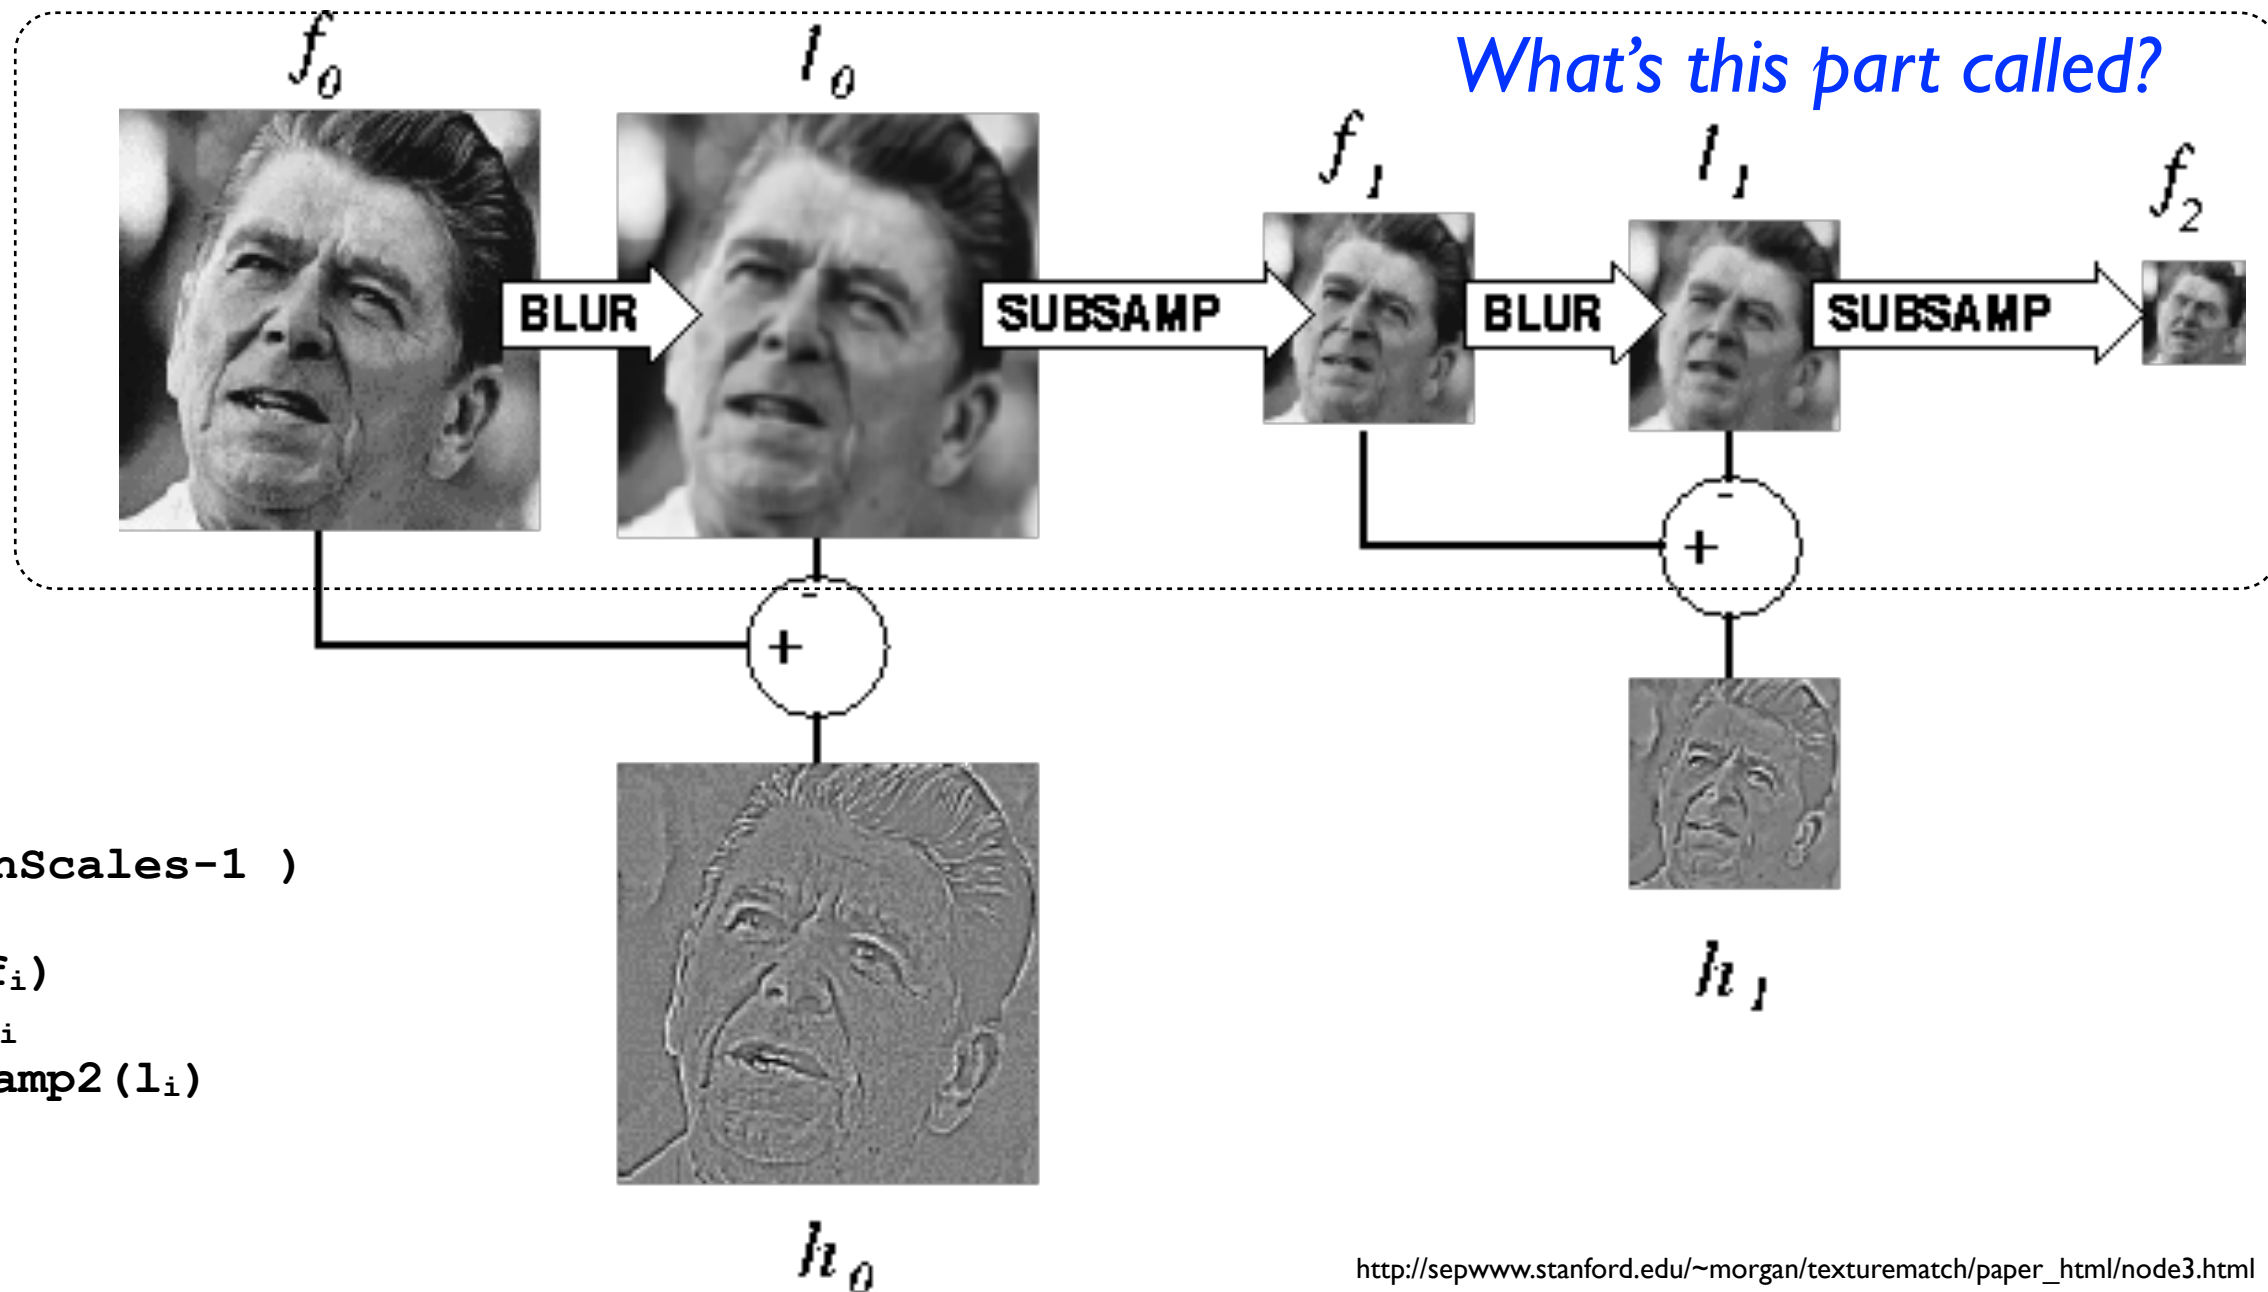 What's this part called?
f0
l0
f1
l1
f2
BLUR
SUBSAMP
BLUR
SUBSAMP
-
+
-
+
nScales-1 )
fi)
i
amp2(li)
h1
h0
http://sepwww.stanford.edu/~morgan/texturematch/paper_html/node3.html